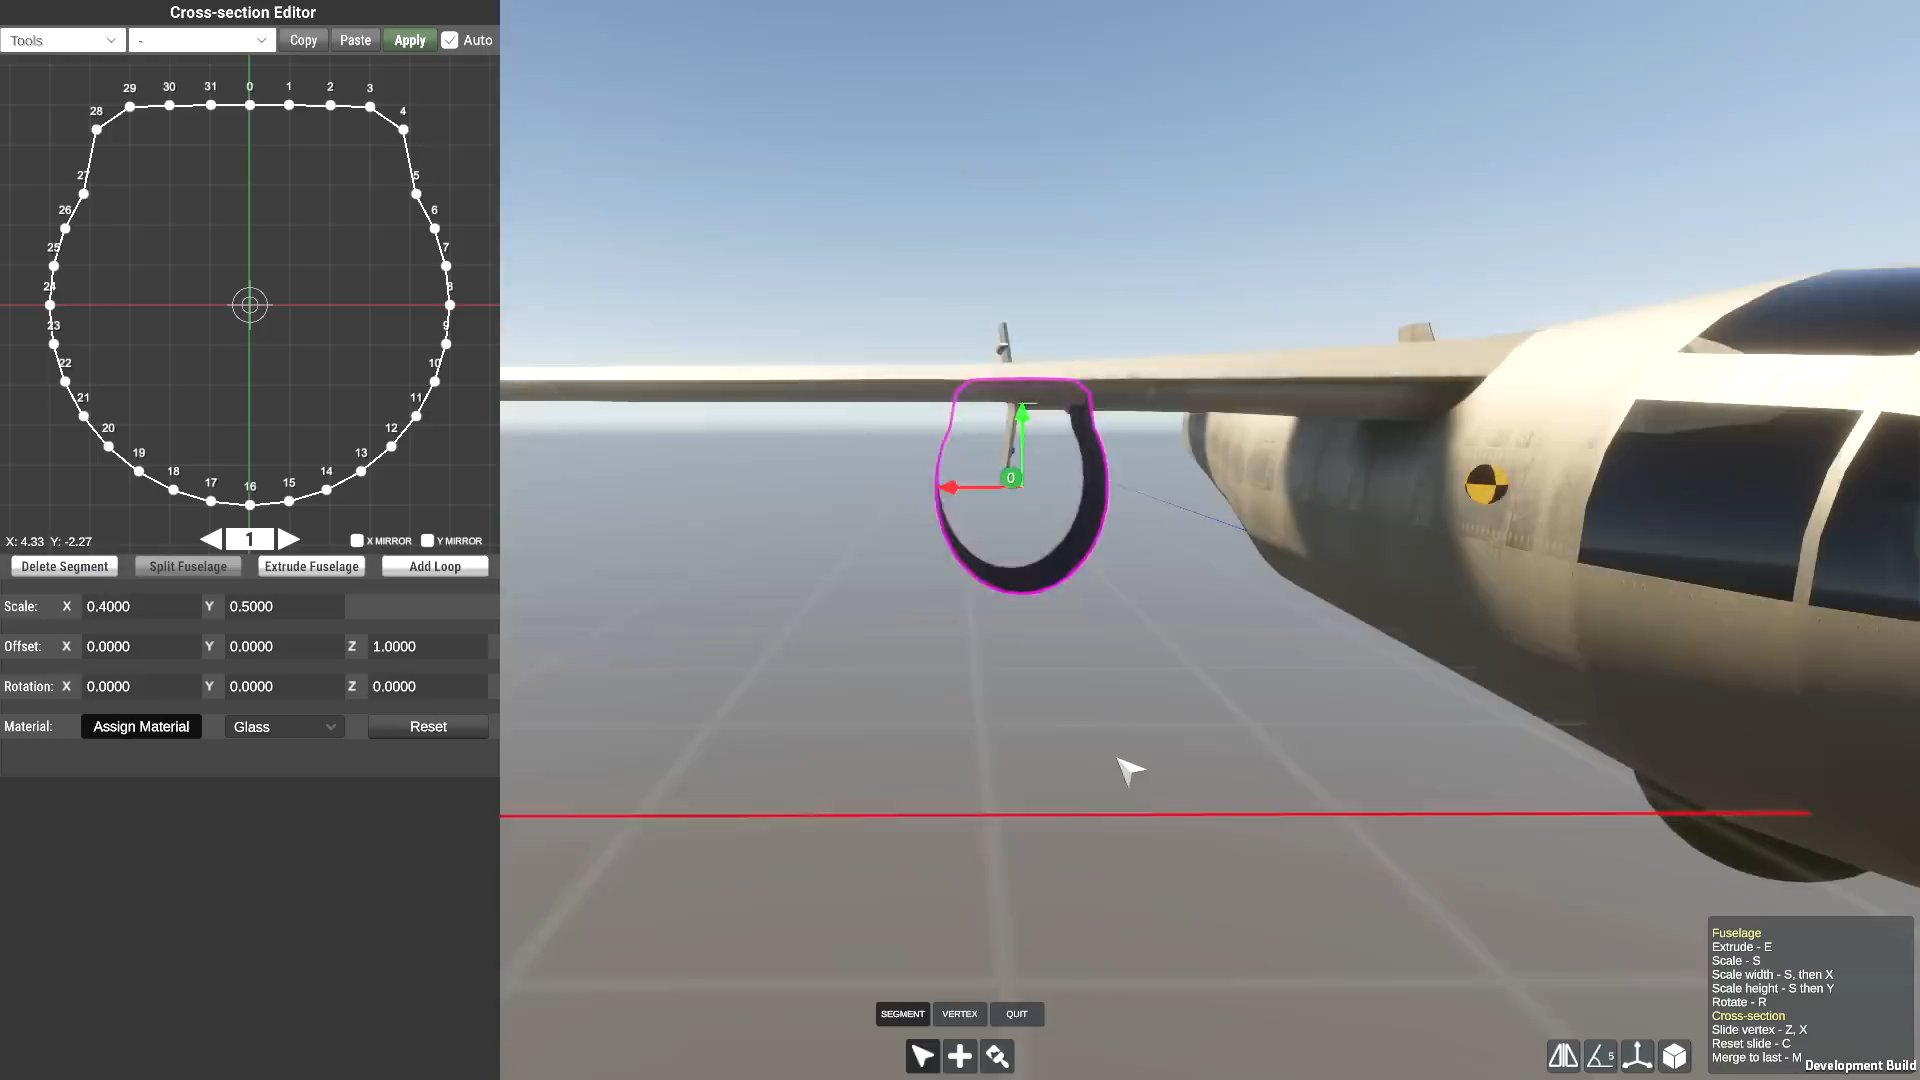 Cross-section Editor
Tools - Copy Paste Apply Auto
29 30 31 0 1 2 3
28 4
27 5
26 6
25 7
24 8
23 9
22 10
21 11
20 12
19 13
18 14
17 16 15
X: 4.33 Y: -2.27 1 X MIRROR Y MIRROR
Delete Segment Split Fuselage Extrude Fuselage Add Loop
Scale: X 0.4000 Y 0.5000
Offset: X 0.0000 Y 0.0000 Z 1.0000
Rotation: X 0.0000 Y 0.0000 Z 0.0000
Material: Assign Material Glass Reset
0
SEGMENT VERTEX QUIT
5
Fuselage
Extrude - E
Scale - S
Scale width - S, then X
Scale height - S then Y
Rotate - R
Cross-section
Slide vertex - Z, X
Reset slide - C
Merge to last - M
Development Build